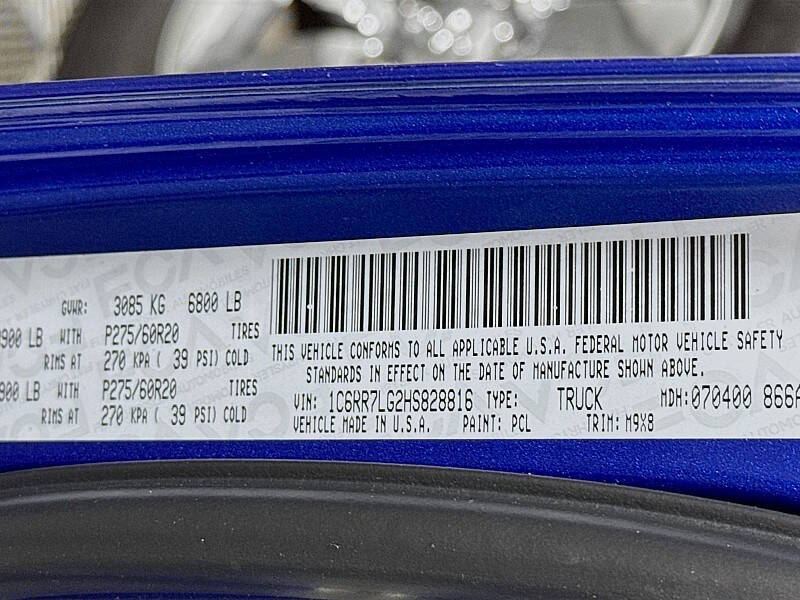 GVWR: 3085 KG 6800 LB
900 LB WITH P275/60R20 TIRES
RIMS AT 270 KPA ( 39 PSI) COLD
900 LB WITH P275/60R20 TIRES
RIMS AT 270 KPA ( 39 PSI) COLD
THIS VEHICLE CONFORMS TO ALL APPLICABLE U.S.A. FEDERAL MOTOR VEHICLE SAFETY
STANDARDS IN EFFECT ON THE DATE OF MANUFACTURE SHOWN ABOVE.
VIN: 1C6RR7LG2HS828816 TYPE: TRUCK MDH: 070400 866A
VEHICLE MADE IN U.S.A. PAINT: PCL TRIM: M9X8